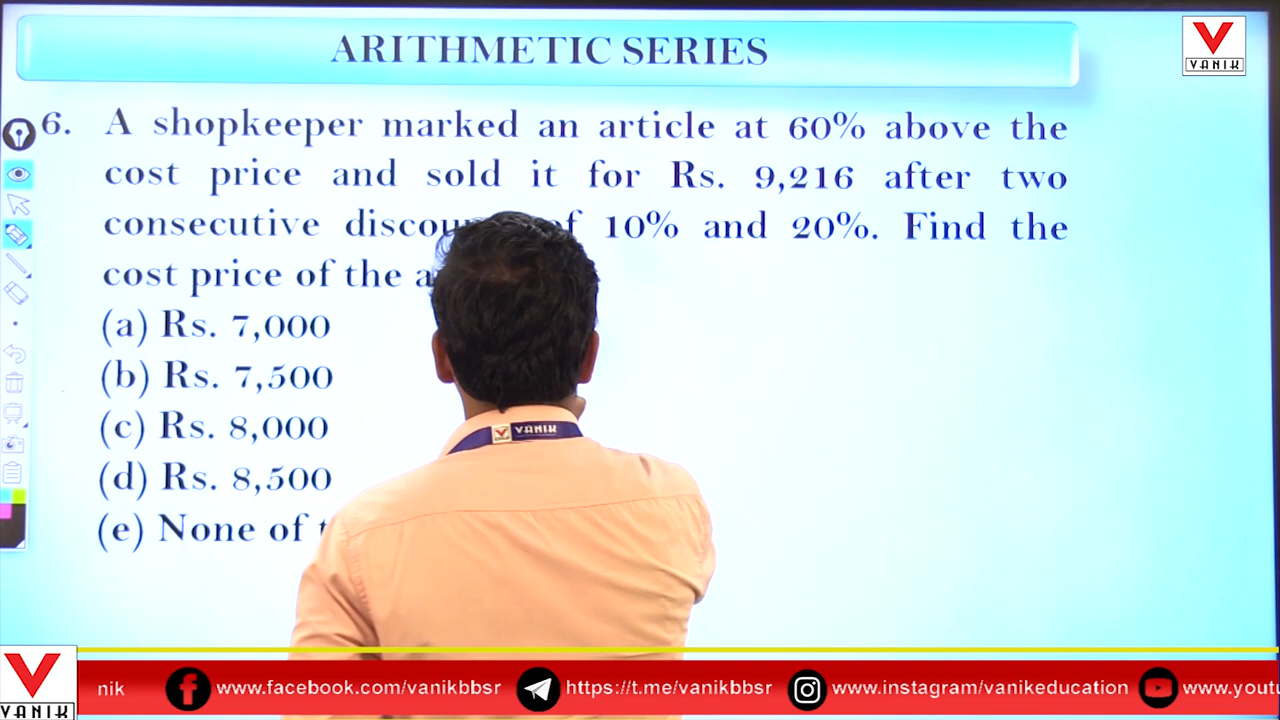 ARITHMETIC SERIES
VANIK
6. A shopkeeper marked an article at 60% above the
cost price and sold it for Rs. 9,216 after two
consecutive of 10% and 20%. Find the
cost price of the
(a) Rs. 7,000
(b) Rs. 7,500
(c) Rs. 8,000
(d) Rs. 8,500
(e) None of
VANIK
VANIK
nik www.facebook.com/vanikbbsr https://t.me/vanikbbsr www.instagram/vanikeducation